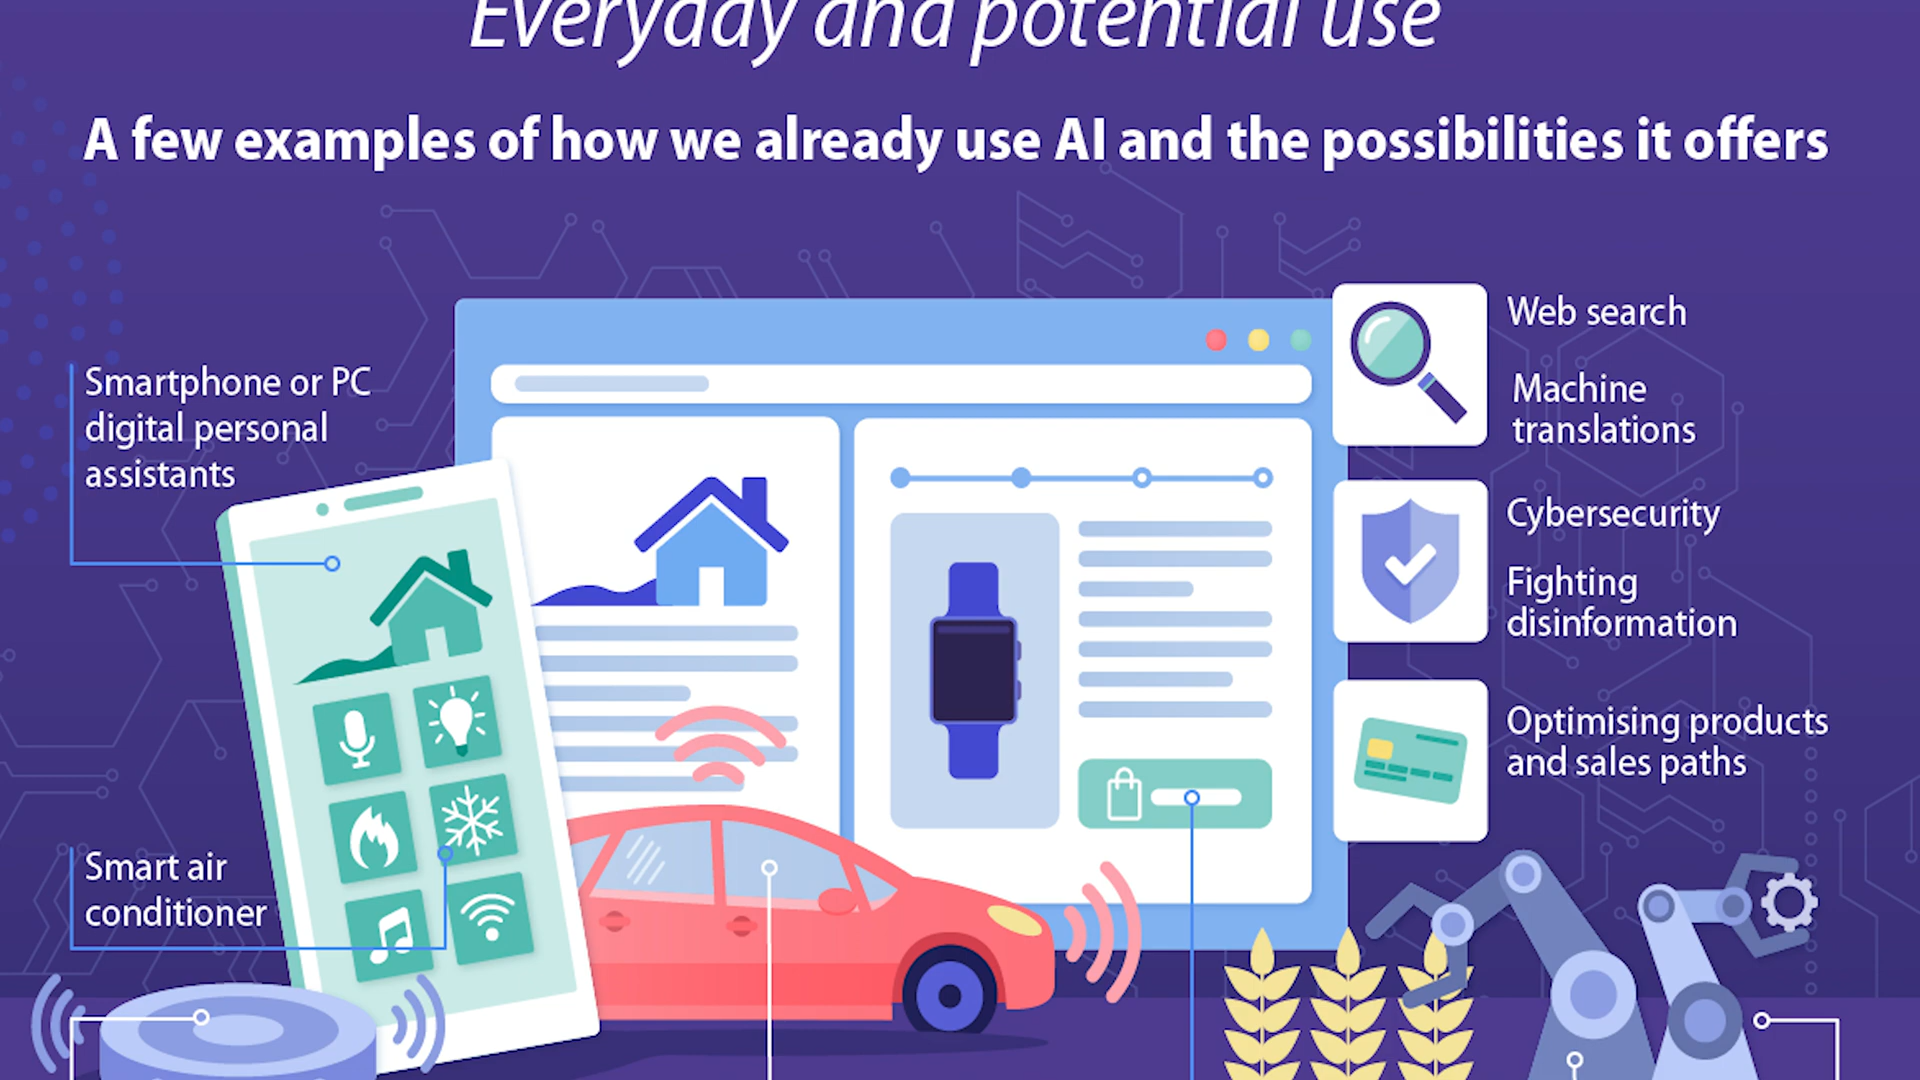 Everyday and potential use
A few examples of how we already use AI and the possibilities it offers
Smartphone or PC
digital personal
assistants
Smart air
conditioner
Web search
Machine
translations
Cybersecurity
Fighting
disinformation
Optimising products
and sales paths